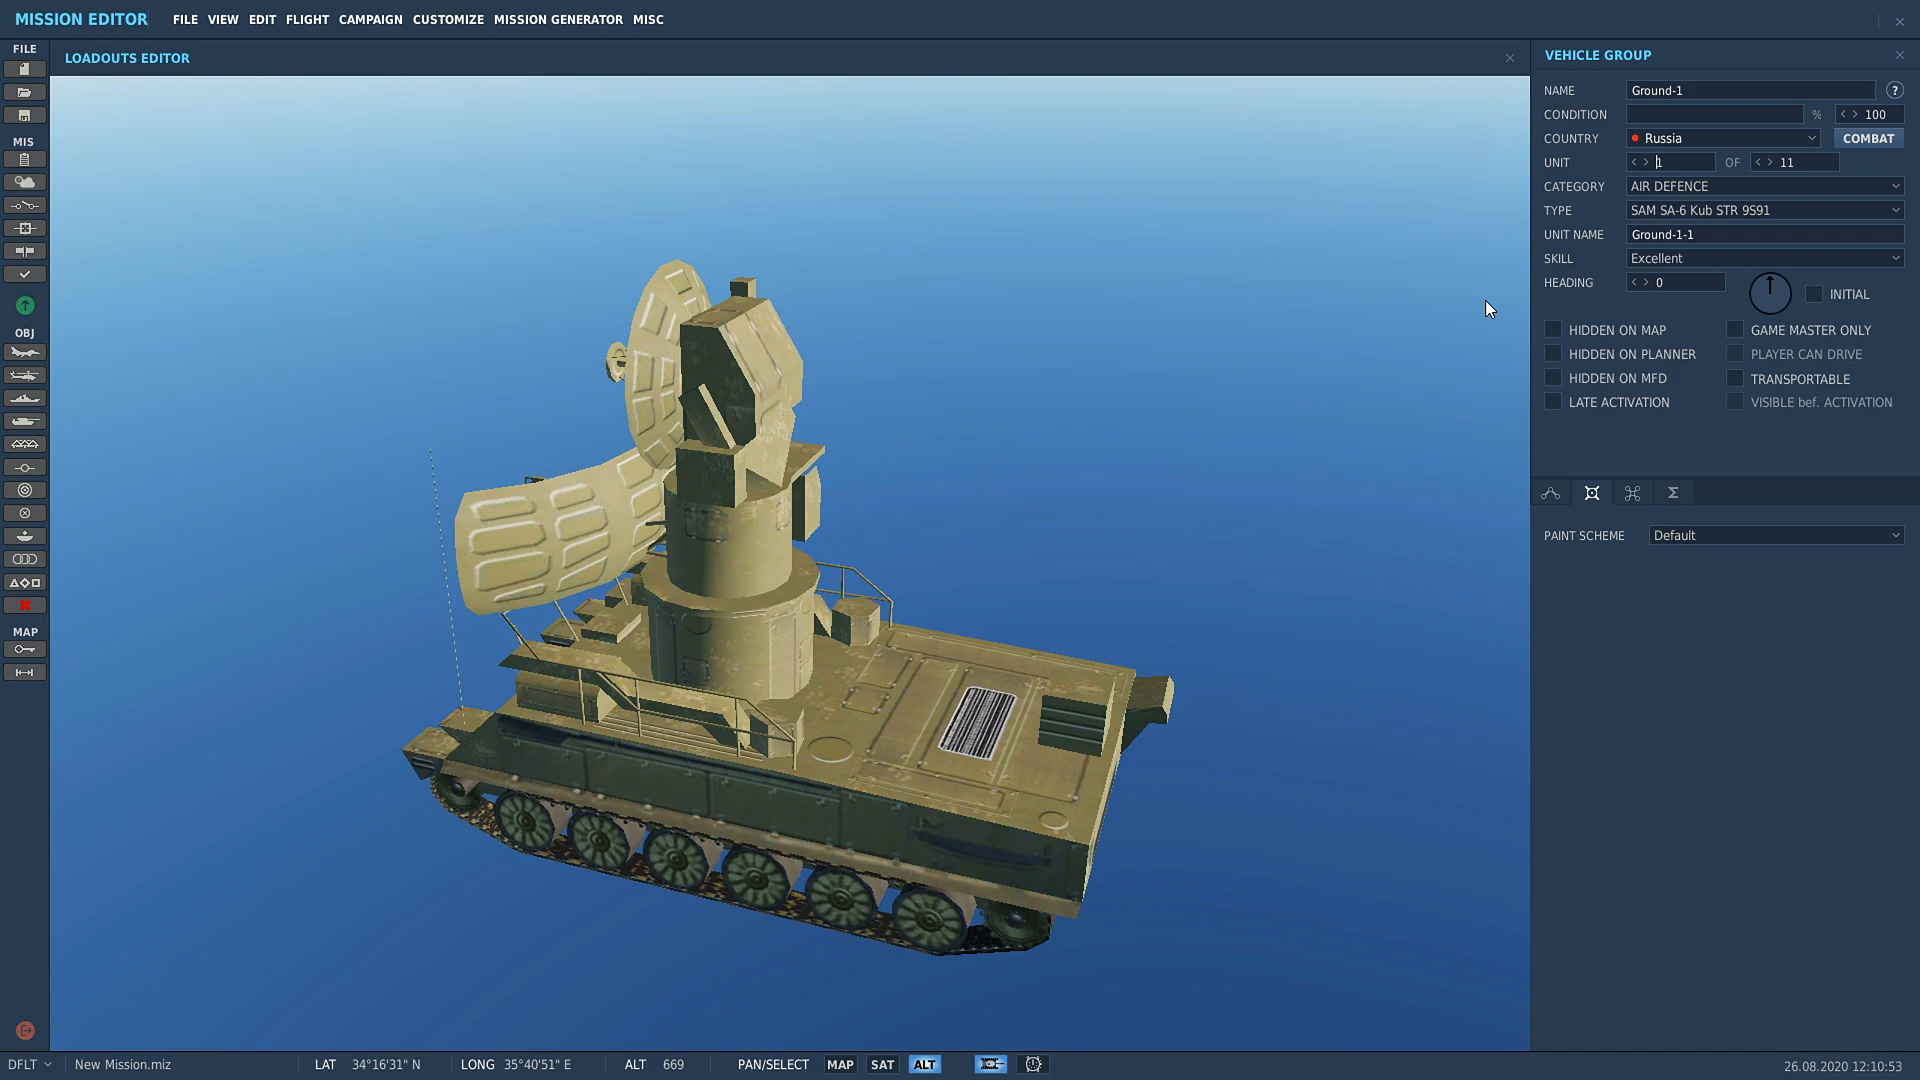 MISSION EDITOR FILE VIEW EDIT FLIGHT CAMPAIGN CUSTOMIZE MISSION GENERATOR MISC
FILE
MIS
OBJ
MAP
LOADOUTS EDITOR
VEHICLE GROUP
NAME Ground-1 ?
CONDITION % < > 100
COUNTRY Russia COMBAT
UNIT < > 1 OF < > 11
CATEGORY AIR DEFENCE
TYPE SAM SA-6 Kub STR 9S91
UNIT NAME Ground-1-1
SKILL Excellent
HEADING < > 0 INITIAL
HIDDEN ON MAP GAME MASTER ONLY
HIDDEN ON PLANNER PLAYER CAN DRIVE
HIDDEN ON MFD TRANSPORTABLE
LATE ACTIVATION VISIBLE bef. ACTIVATION
Σ
PAINT SCHEME Default
DFLT New Mission.miz LAT 34°16'31" N LONG 35°40'51" E ALT 669 PAN/SELECT MAP SAT ALT 26.08.2020 12:10:53